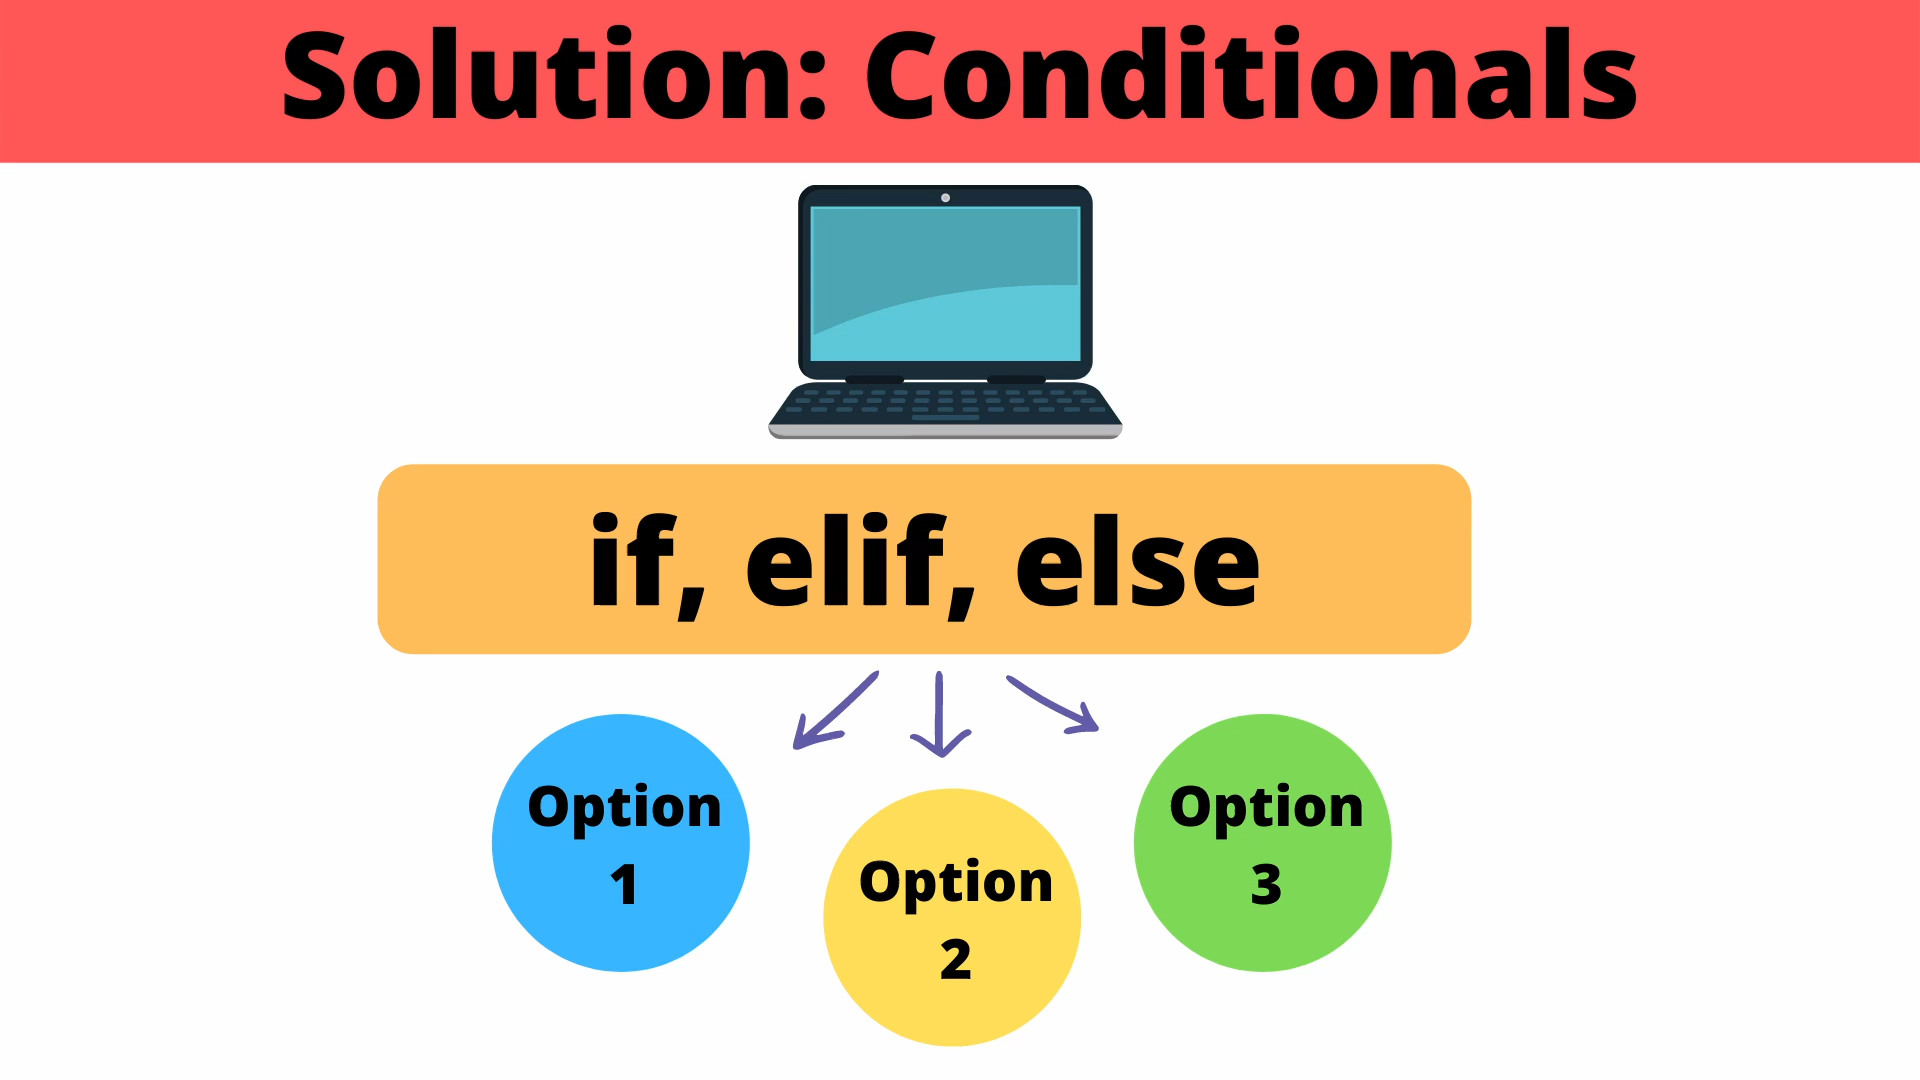 Solution: Conditionals
if, elif, else
Option
1
Option
2
Option
3